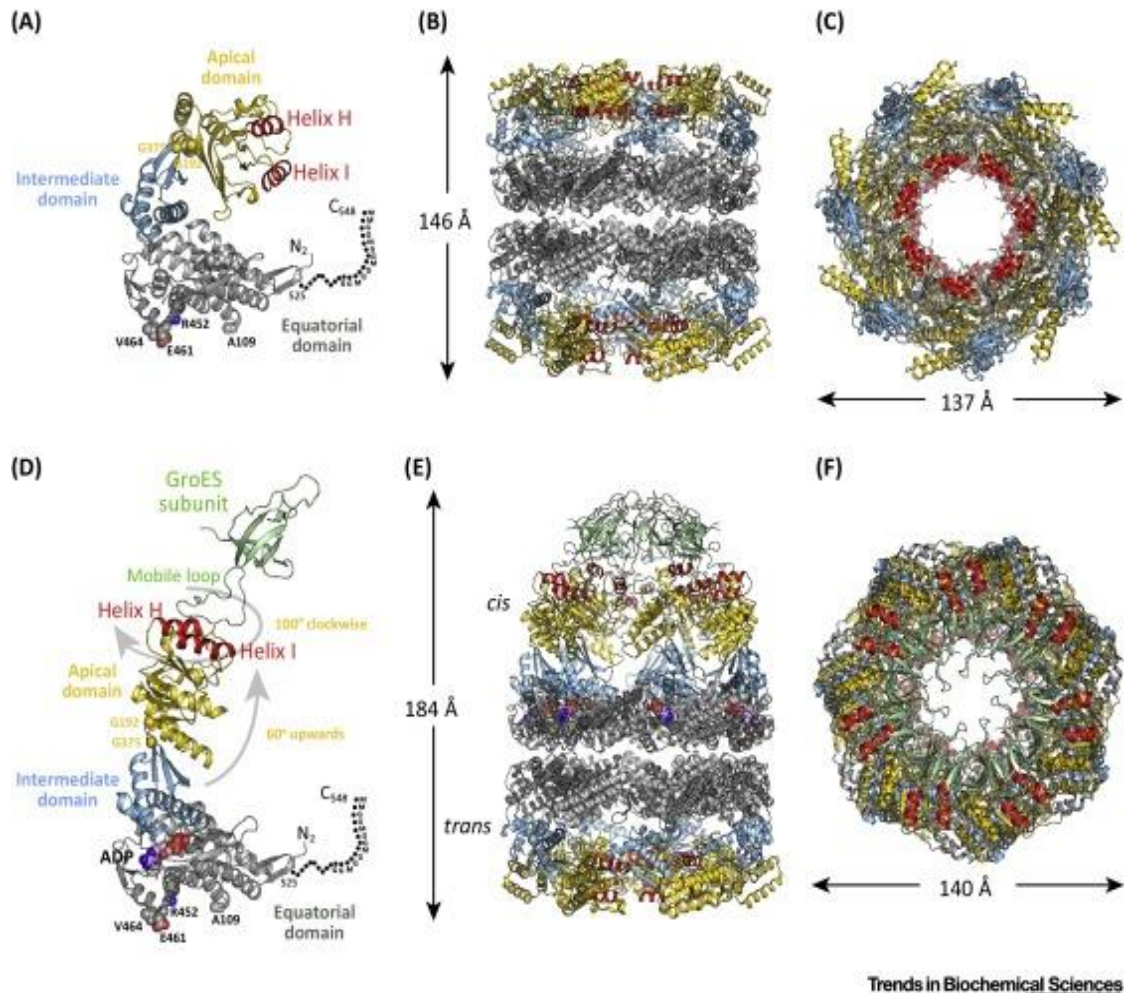 (A)
Apical
domain
Helix H
G375
G192
Helix I
Intermediate
domain
C548
N2
525
R452
V464
A109
E461
Equatorial
domain
(B)
146 Å
(C)
137 Å
(D)
GroES
subunit
Mobile loop
Helix H
100° clockwise
Helix I
Apical
domain
G192
60° upwards
G375
Intermediate
domain
C548
N2
ADP
525
R452
V464
A109
E461
Equatorial
domain
(E)
cis
184 Å
trans
(F)
140 Å
Trends in Biochemical Sciences